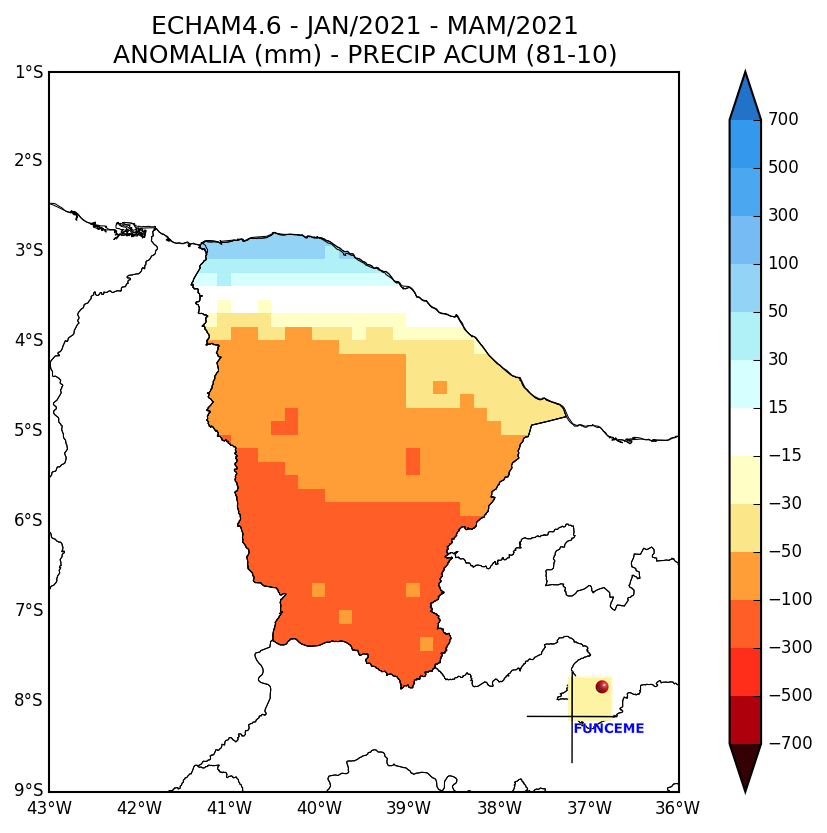 ECHAM4.6 - JAN/2021 - MAM/2021
ANOMALIA (mm) - PRECIP ACUM (81-10)
1°S
2°S
3°S
4°S
5°S
6°S
7°S
8°S
9°S
43°W 42°W 41°W 40°W 39°W 38°W 37°W 36°W
700
500
300
100
50
30
15
−15
−30
−50
−100
−300
−500
−700
FUNCEME